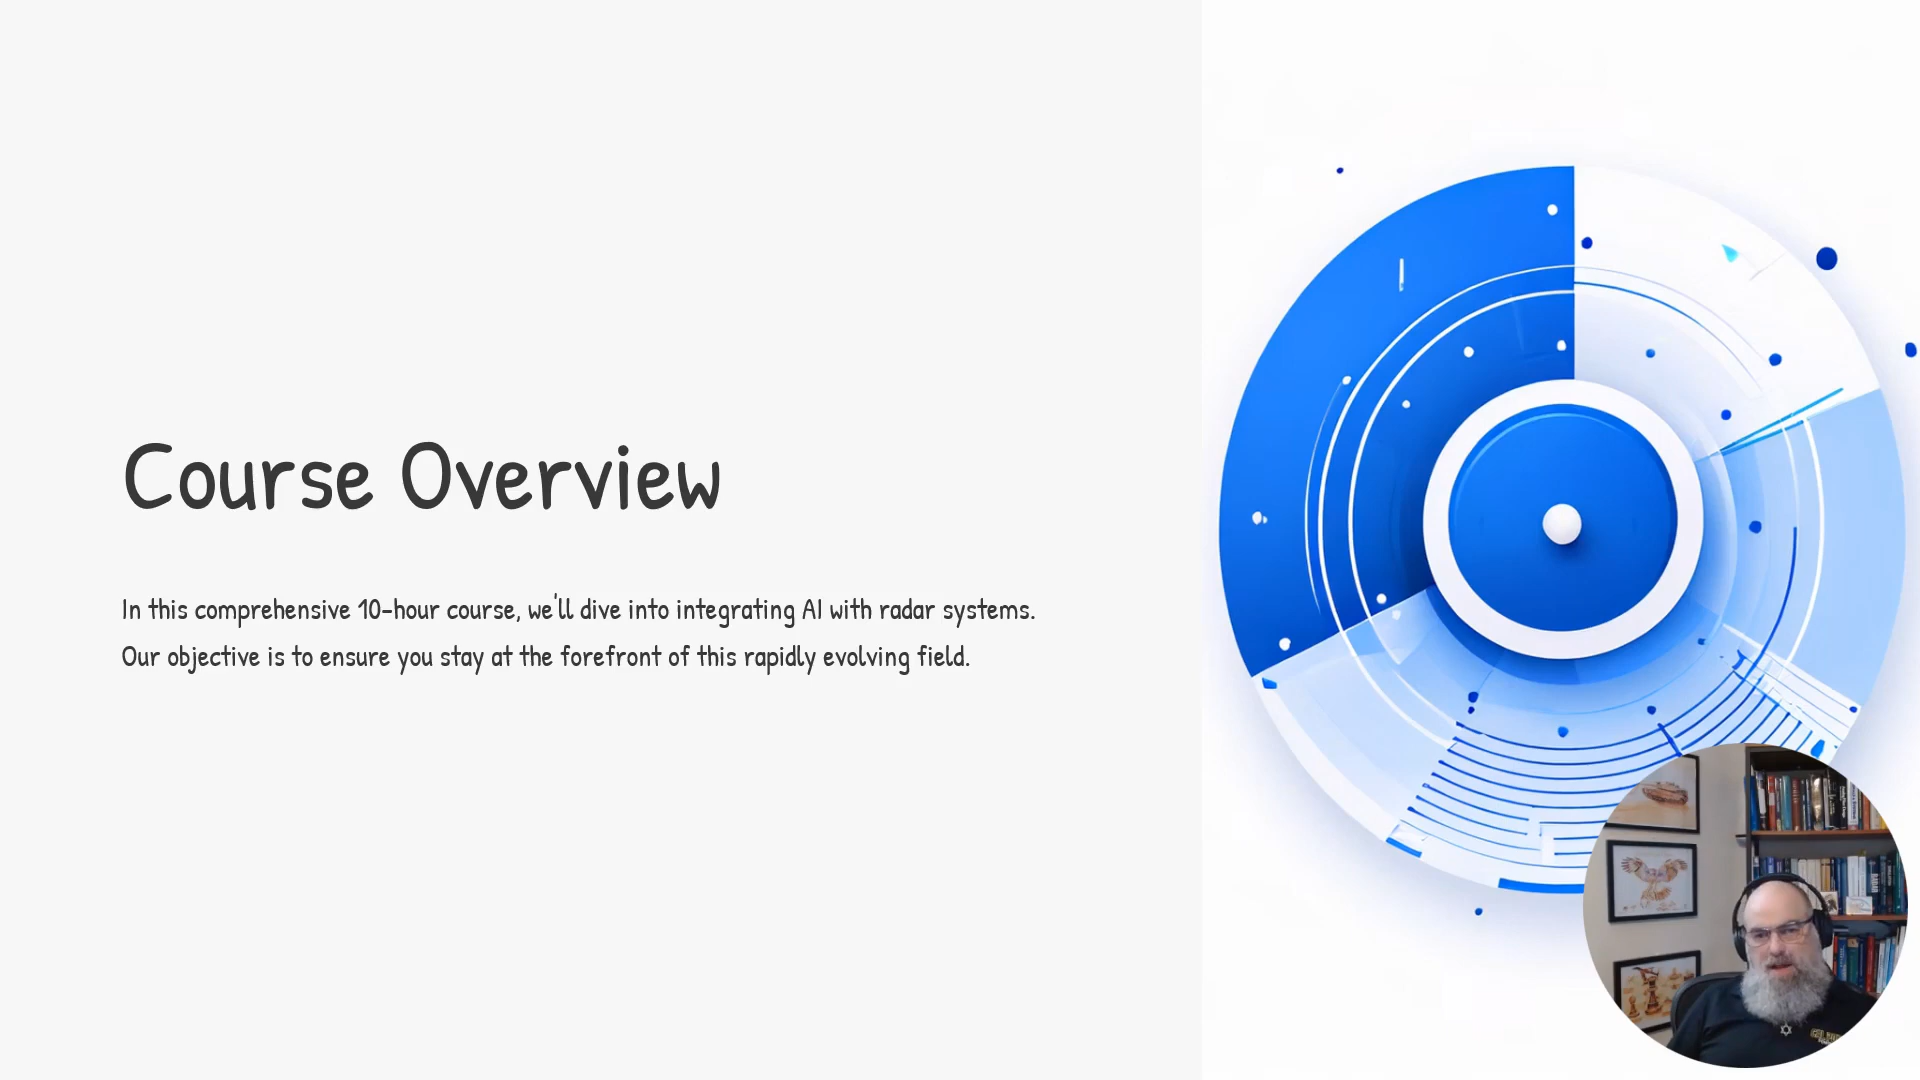 Course Overview
In this comprehensive 10-hour course, we'll dive into integrating AI with radar systems.
Our objective is to ensure you stay at the forefront of this rapidly evolving field.